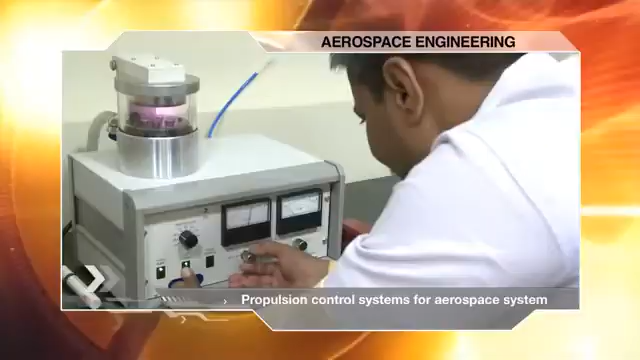 AEROSPACE ENGINEERING
Propulsion control systems for aerospace system